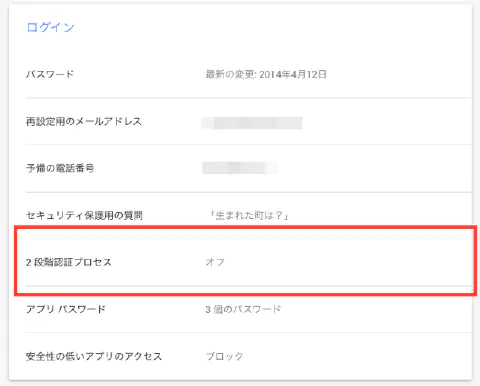 ログイン
パスワード 最新の変更: 2014年4月12日
再設定用のメールアドレス
予備の電話番号
セキュリティ保護用の質問 「生まれた町は？」
2 段階認証プロセス オフ
アプリ パスワード 3 個のパスワード
安全性の低いアプリのアクセス ブロック